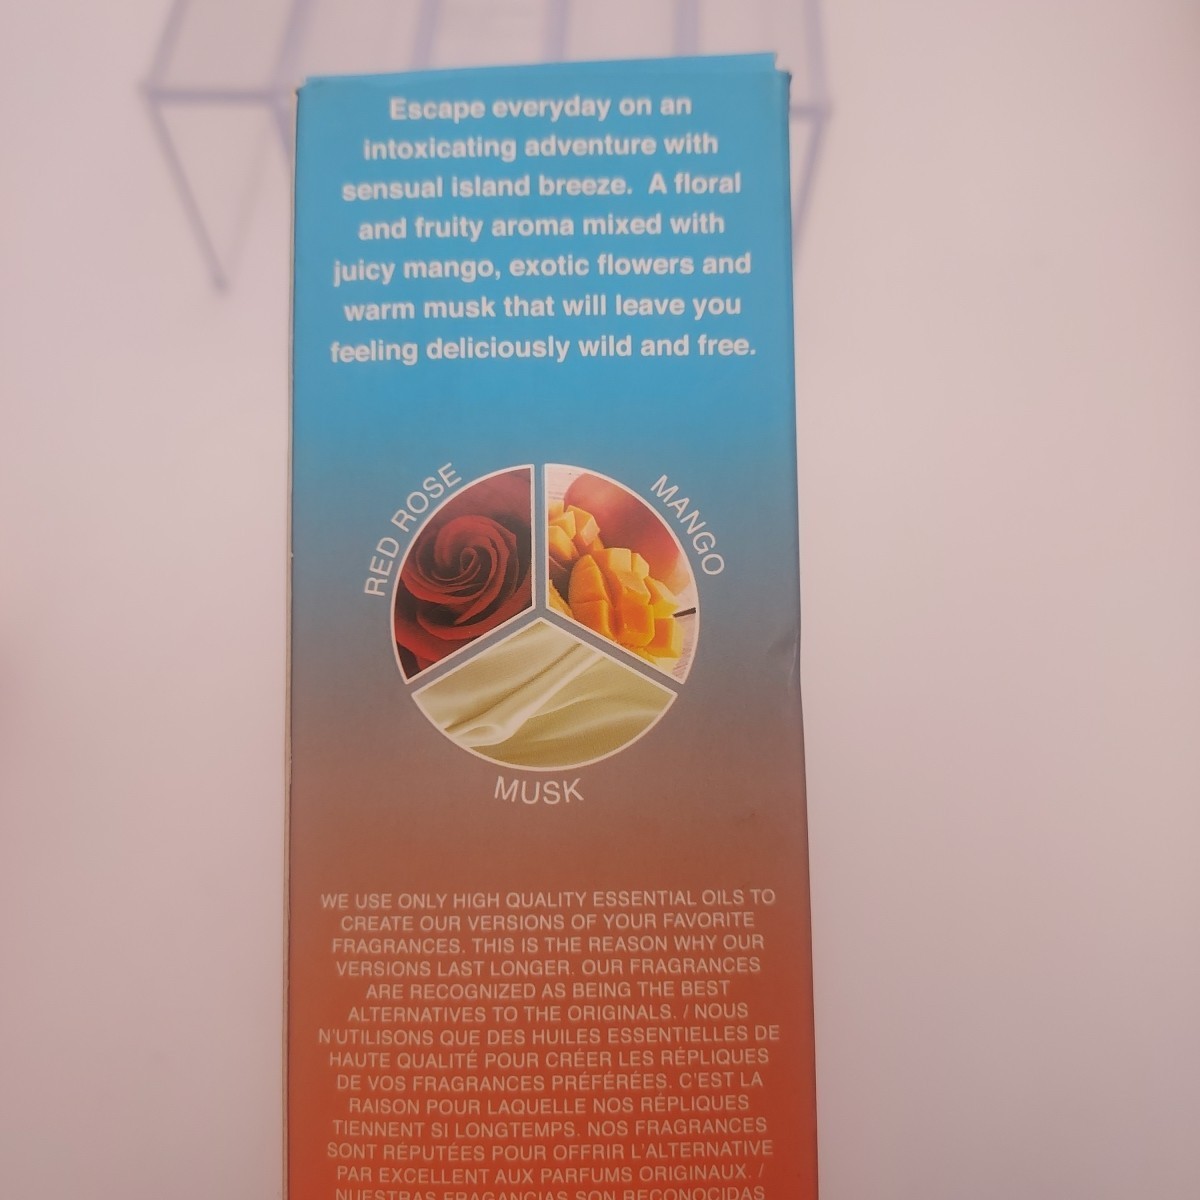 Escape everyday on an
intoxicating adventure with
sensual island breeze. A floral
and fruity aroma mixed with
juicy mango, exotic flowers and
warm musk that will leave you
feeling deliciously wild and free.
RED ROSE
MANGO
MUSK
WE USE ONLY HIGH QUALITY ESSENTIAL OILS TO
CREATE OUR VERSIONS OF YOUR FAVORITE
FRAGRANCES. THIS IS THE REASON WHY OUR
VERSIONS LAST LONGER. OUR FRAGRANCES
ARE RECOGNIZED AS BEING THE BEST
ALTERNATIVES TO THE ORIGINALS. / NOUS
N'UTILISONS QUE DES HUILES ESSENTIELLES DE
HAUTE QUALITÉ POUR CRÉER LES RÉPLIQUES
DE VOS FRAGRANCES PRÉFÉRÉES. C'EST LA
RAISON POUR LAQUELLE NOS RÉPLIQUES
TIENNENT SI LONGTEMPS. NOS FRAGRANCES
SONT RÉPUTÉES POUR OFFRIR L'ALTERNATIVE
PAR EXCELLENT AUX PARFUMS ORIGINAUX. /
NUESTRAS FRAGANCIAS SON RECONOCIDAS